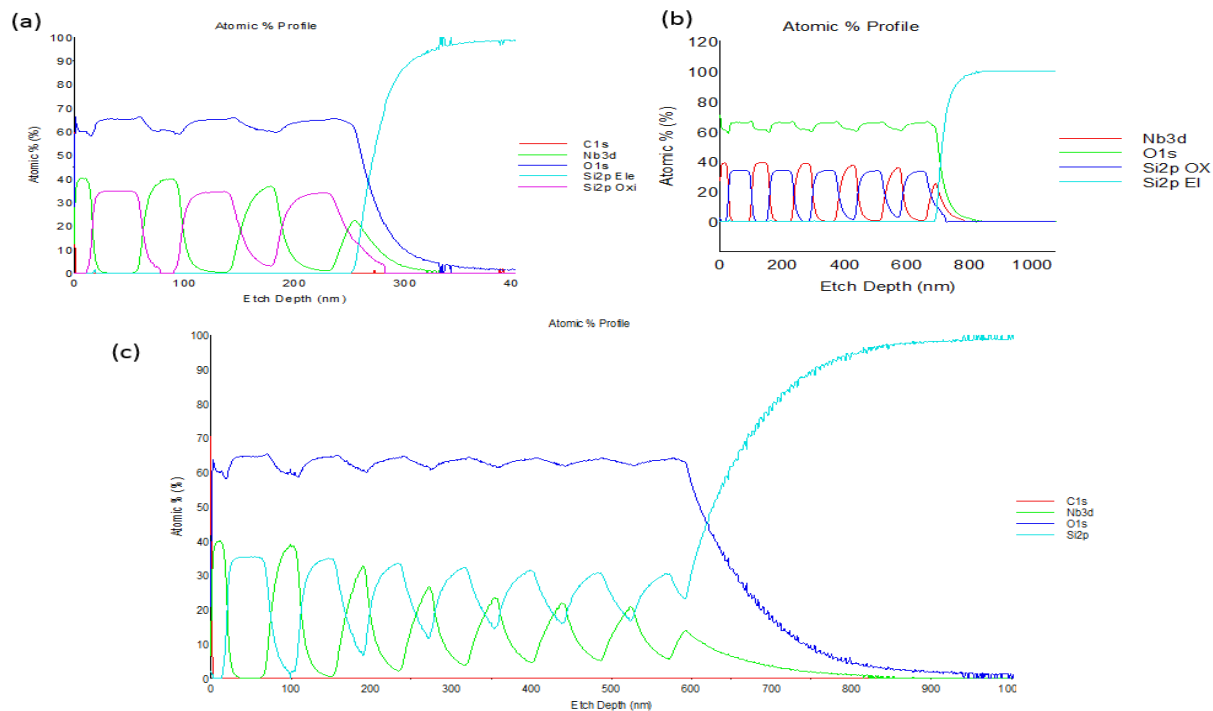 (a)
Atomic % Profile
100
90
80
70
60
50
40
30
20
10
0
Atomic % (%)
0
100
200
300
40
Etch Depth (nm)
C1s
Nb3d
O1s
Si2p Ele
Si2p Oxi
(b)
Atomic % Profile
120
100
80
60
40
20
0
Atomic % (%)
0
200
400
600
800
1000
Etch Depth (nm)
Nb3d
O1s
Si2p OX
Si2p El
(c)
Atomic % Profile
100
90
80
70
60
50
40
30
20
10
0
Atomic % (%)
0
100
200
300
400
500
600
700
800
900
100
Etch Depth (nm)
C1s
Nb3d
O1s
Si2p